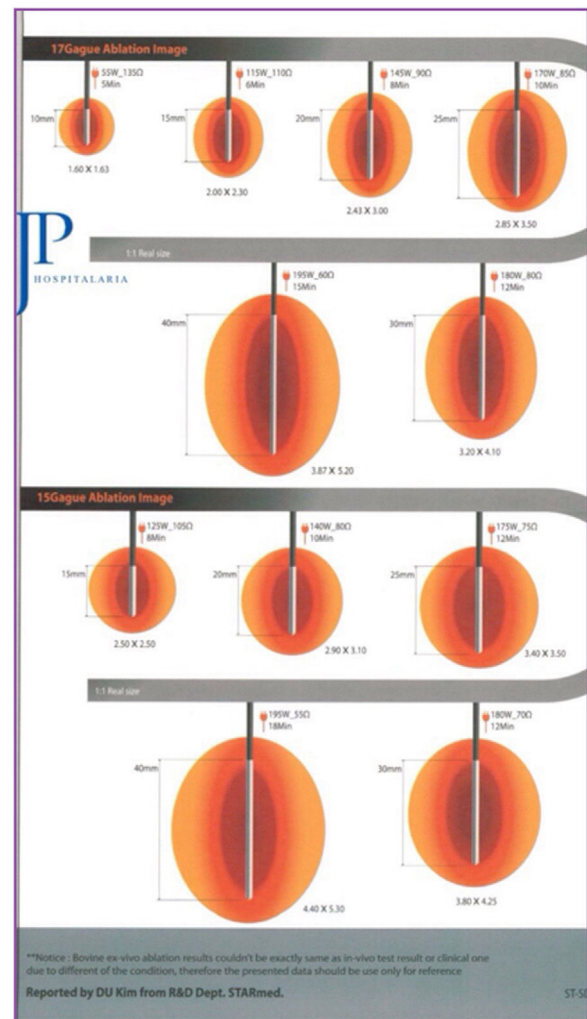 17Gague Ablation Image
55W_135Ω
5Min
10mm
1.60 X 1.63
115W_110Ω
6Min
15mm
2.00 X 2.30
145W_90Ω
8Min
20mm
2.43 X 3.00
170W_85Ω
10Min
25mm
2.85 X 3.50
JP
HOSPITALARIA
1:1 Real size
195W_60Ω
15Min
40mm
3.87 X 5.20
180W_80Ω
12Min
30mm
3.20 X 4.10
15Gague Ablation Image
125W_105Ω
8Min
15mm
2.50 X 2.50
140W_80Ω
10Min
20mm
2.90 X 3.10
175W_75Ω
12Min
25mm
3.40 X 3.50
1:1 Real size
195W_55Ω
18Min
40mm
4.40 X 5.30
180W_70Ω
12Min
30mm
3.80 X 4.25
**Notice : Bovine ex-vivo ablation results couldn't be exactly same as in-vivo test result or clinical one
due to different of the condition, therefore the presented data should be use only for reference
Reported by DU Kim from R&D Dept. STARmed.